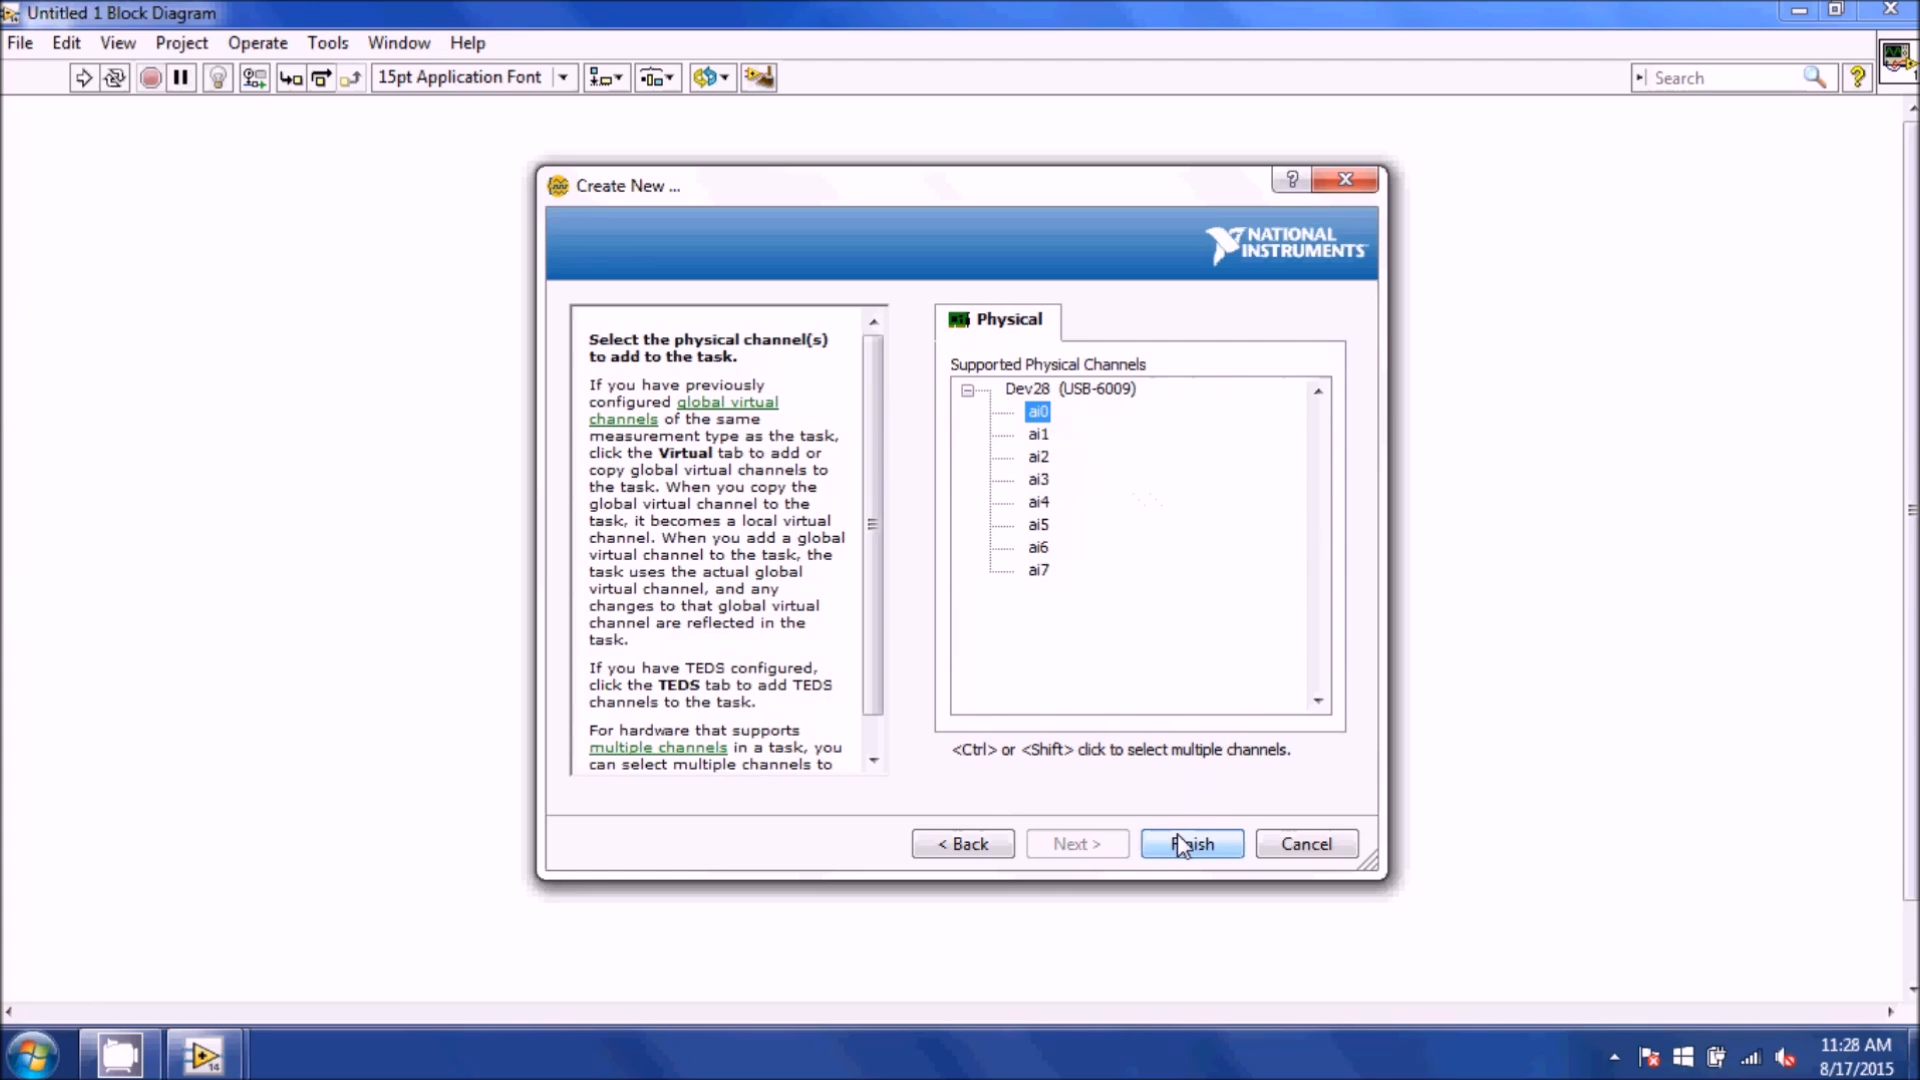 Untitled 1 Block Diagram
File Edit View Project Operate Tools Window Help
15pt Application Font
Search
Create New ...
NATIONAL
INSTRUMENTS
Select the physical channel(s)
to add to the task.
If you have previously
configured global virtual
channels of the same
measurement type as the task,
click the Virtual tab to add or
copy global virtual channels to
the task. When you copy the
global virtual channel to the
task, it becomes a local virtual
channel. When you add a global
virtual channel to the task, the
task uses the actual global
virtual channel, and any
changes to that global virtual
channel are reflected in the
task.
If you have TEDS configured,
click the TEDS tab to add TEDS
channels to the task.
For hardware that supports
multiple channels in a task, you
can select multiple channels to
Physical
Supported Physical Channels
Dev28 (USB-6009)
ai0
ai1
ai2
ai3
ai4
ai5
ai6
ai7
<Ctrl> or <Shift> click to select multiple channels.
< Back Next > Finish Cancel
14
11:28 AM
8/17/2015